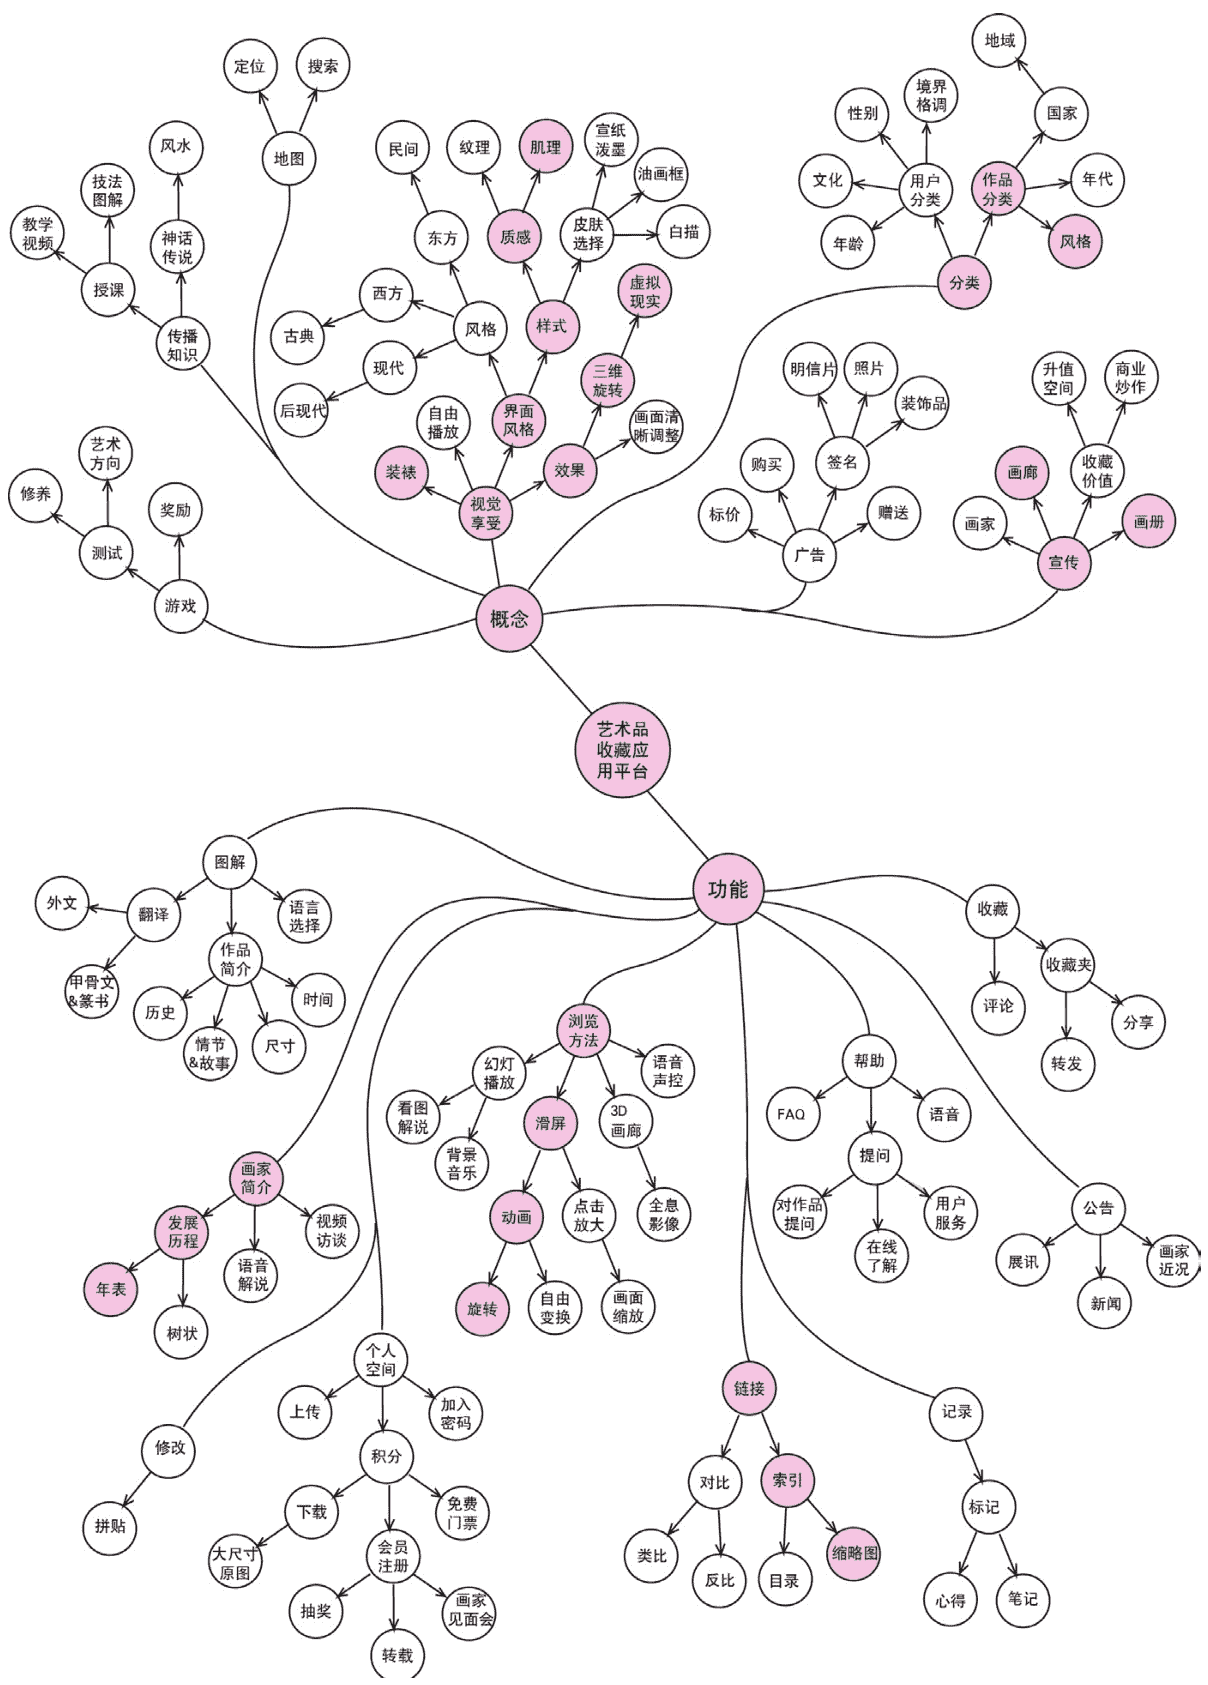 地域
定位
搜索
境界
格调
性别
国家
风水
民间
纹理
肌理
宣纸
泼墨
地图
技法
图解
油画框
文化
用户
分类
作品
分类
年代
教学
视频
神话
传说
东方
质感
皮肤
选择
白描
年龄
风格
授课
西方
虚拟
现实
分类
传播
知识
古典
风格
样式
现代
三维
旋转
明信片
照片
升值
空间
商业
炒作
后现代
自由
播放
界面
风格
画面清
晰调整
装饰品
艺术
方向
装裱
效果
购买
签名
画廊
收藏
价值
修养
奖励
视觉
享受
标价
赠送
画家
画册
测试
广告
宣传
游戏
概念
艺术品
收藏应
用平台
图解
功能
外文
翻译
语言
选择
收藏
作品
简介
收藏夹
甲骨文
&篆书
历史
时间
评论
分享
情节
&故事
尺寸
浏览
方法
幻灯
播放
语音
声控
帮助
转发
看图
解说
滑屏
3D
画廊
FAQ
语音
背景
音乐
提问
画家
简介
发展
历程
视频
访谈
动画
点击
放大
全息
影像
对作品
提问
用户
服务
公告
年表
语音
解说
在线
了解
展讯
画家
近况
树状
旋转
自由
变换
画面
缩放
新闻
个人
空间
链接
上传
加入
密码
记录
修改
积分
对比
索引
拼贴
下载
免费
门票
标记
大尺寸
原图
会员
注册
类比
缩略图
反比
目录
心得
笔记
抽奖
画家
见面会
转载